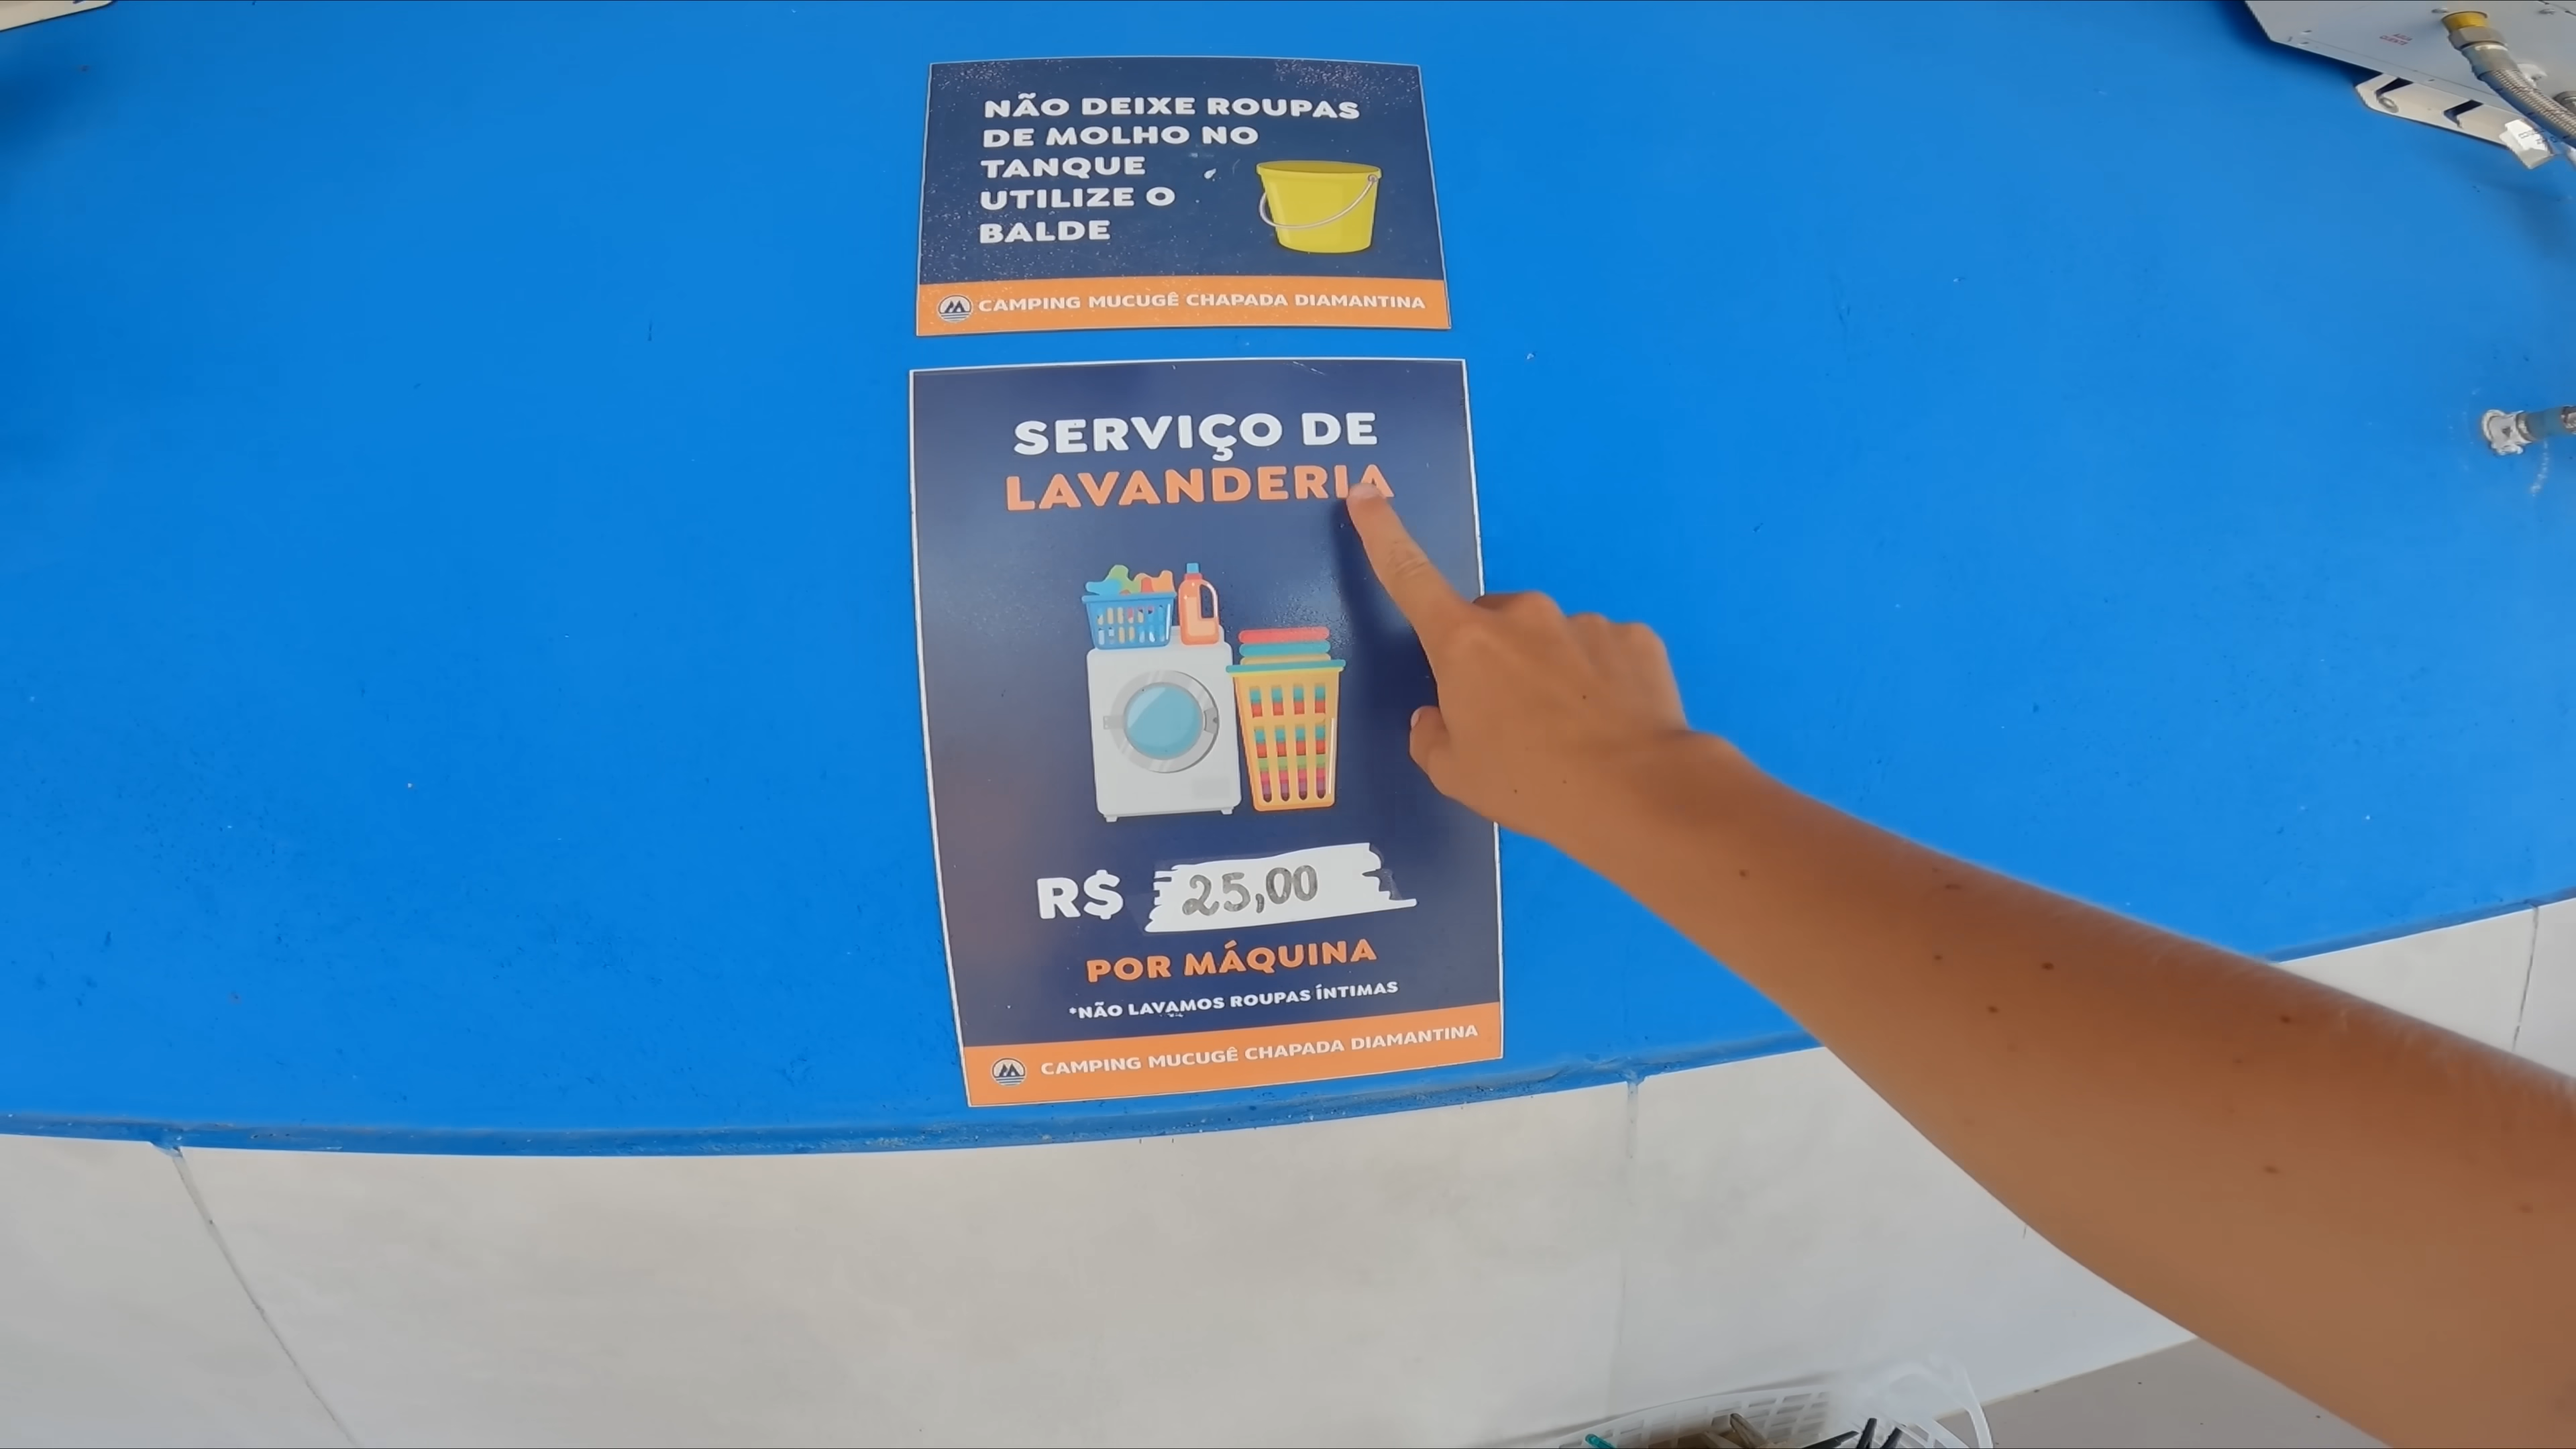 NÃO DEIXE ROUPAS
DE MOLHO NO
TANQUE
UTILIZE O
BALDE
CAMPING MUCUGÊ CHAPADA DIAMANTINA
SERVIÇO DE
LAVANDERIA
R$ 25,00
POR MÁQUINA
*NÃO LAVAMOS ROUPAS ÍNTIMAS
CAMPING MUCUGÊ CHAPADA DIAMANTINA